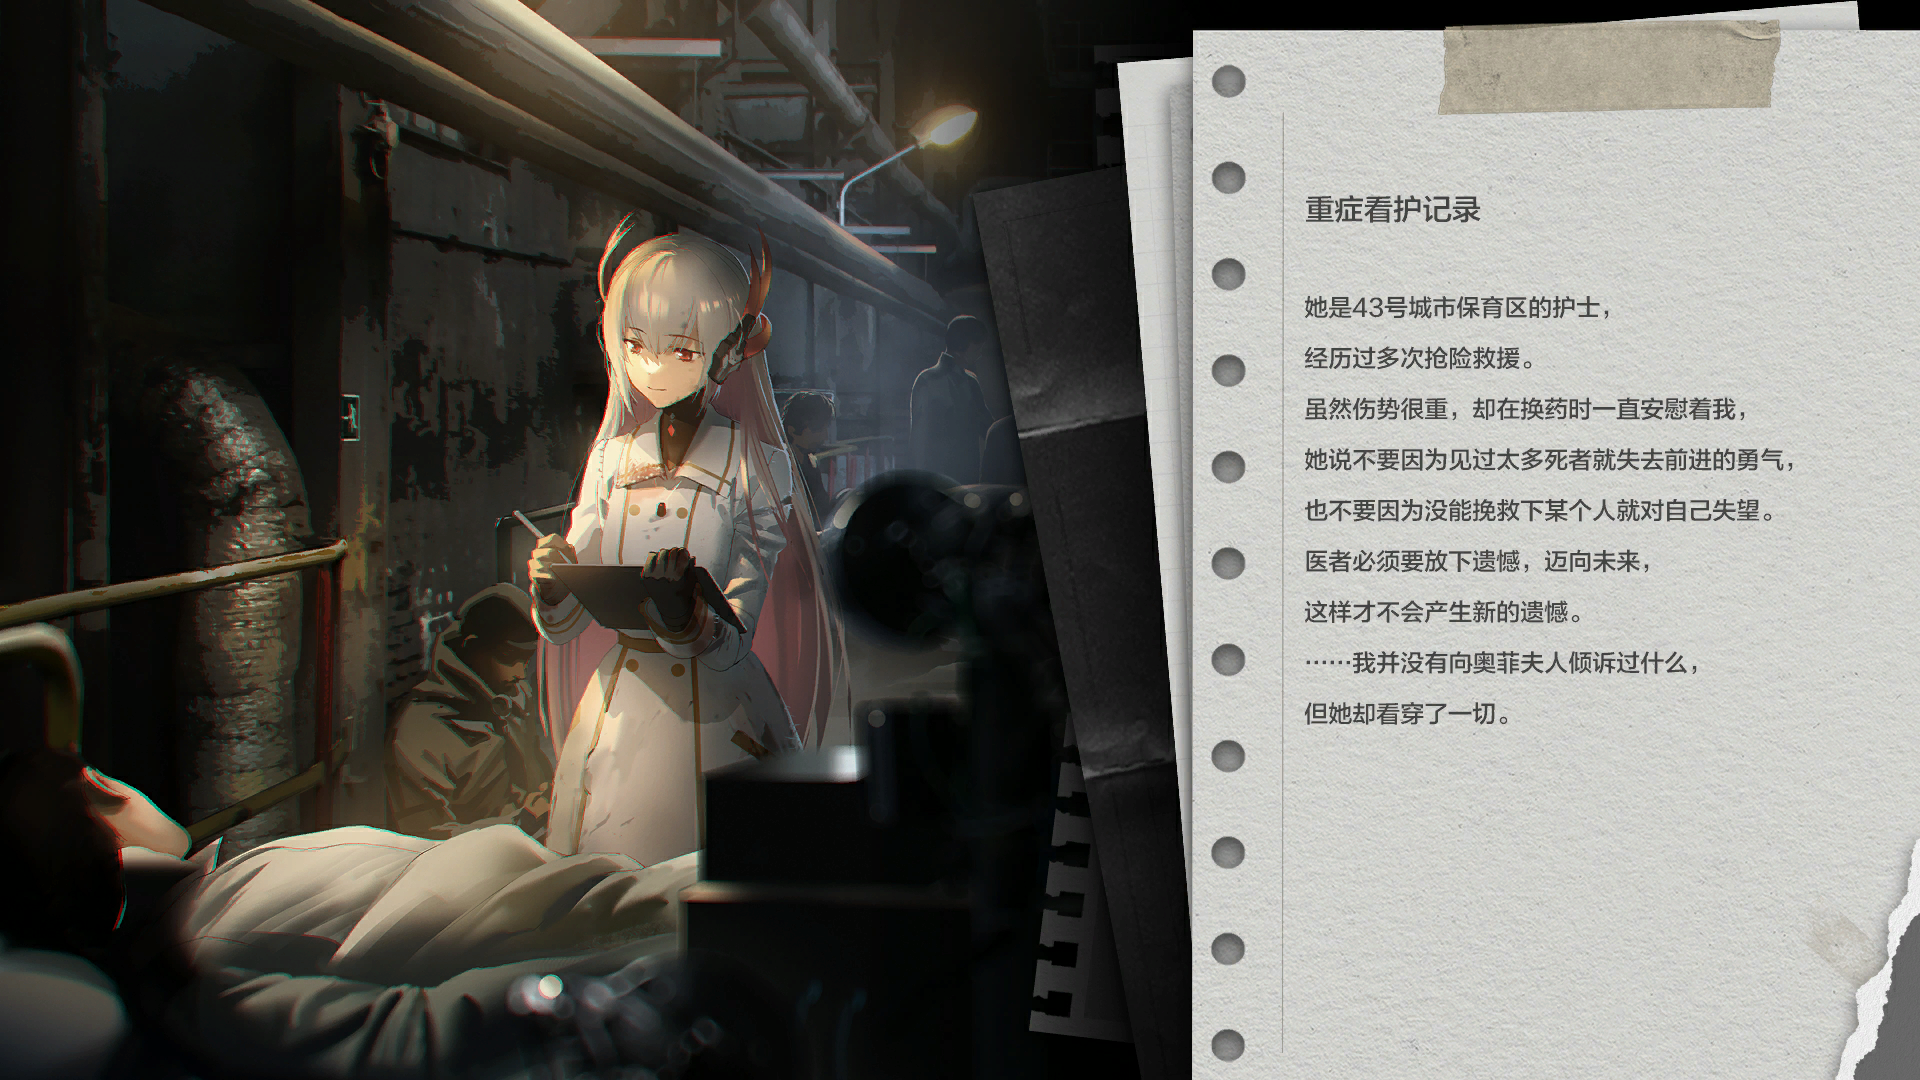 重症看护记录
她是43号城市保育区的护士，
经历过多次抢险救援。
虽然伤势很重，却在换药时一直安慰着我，
她说不要因为见过太多死者就失去前进的勇气，
也不要因为没能挽救下某个人就对自己失望。
医者必须要放下遗憾，迈向未来，
这样才不会产生新的遗憾。
……我并没有向奥菲夫人倾诉过什么，
但她却看穿了一切。